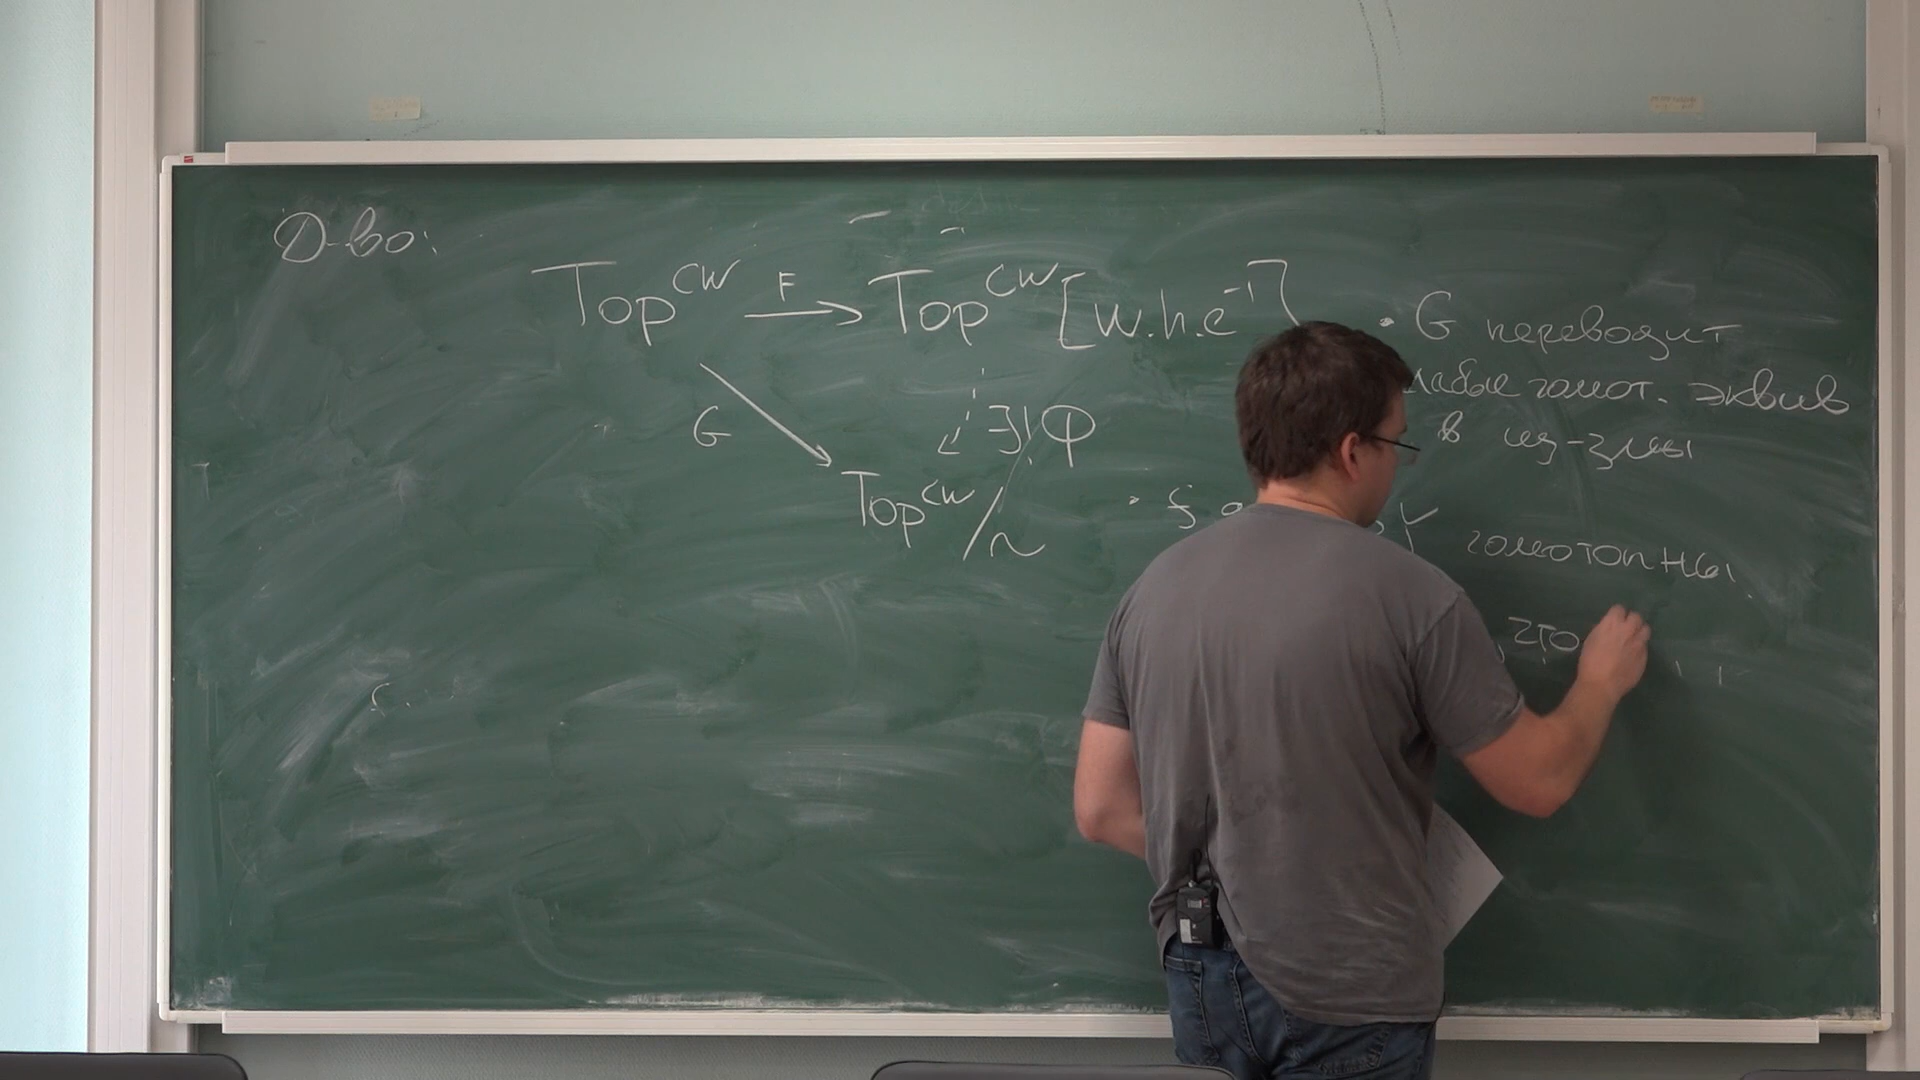 Д-во:
Top^CW F→ Top^CW [w.h.e^-1]
G ∃! Φ
Top^CW/~
• G переводит
слабые гомот. эквив
в из-змы
• f, Y гомотопны
, что